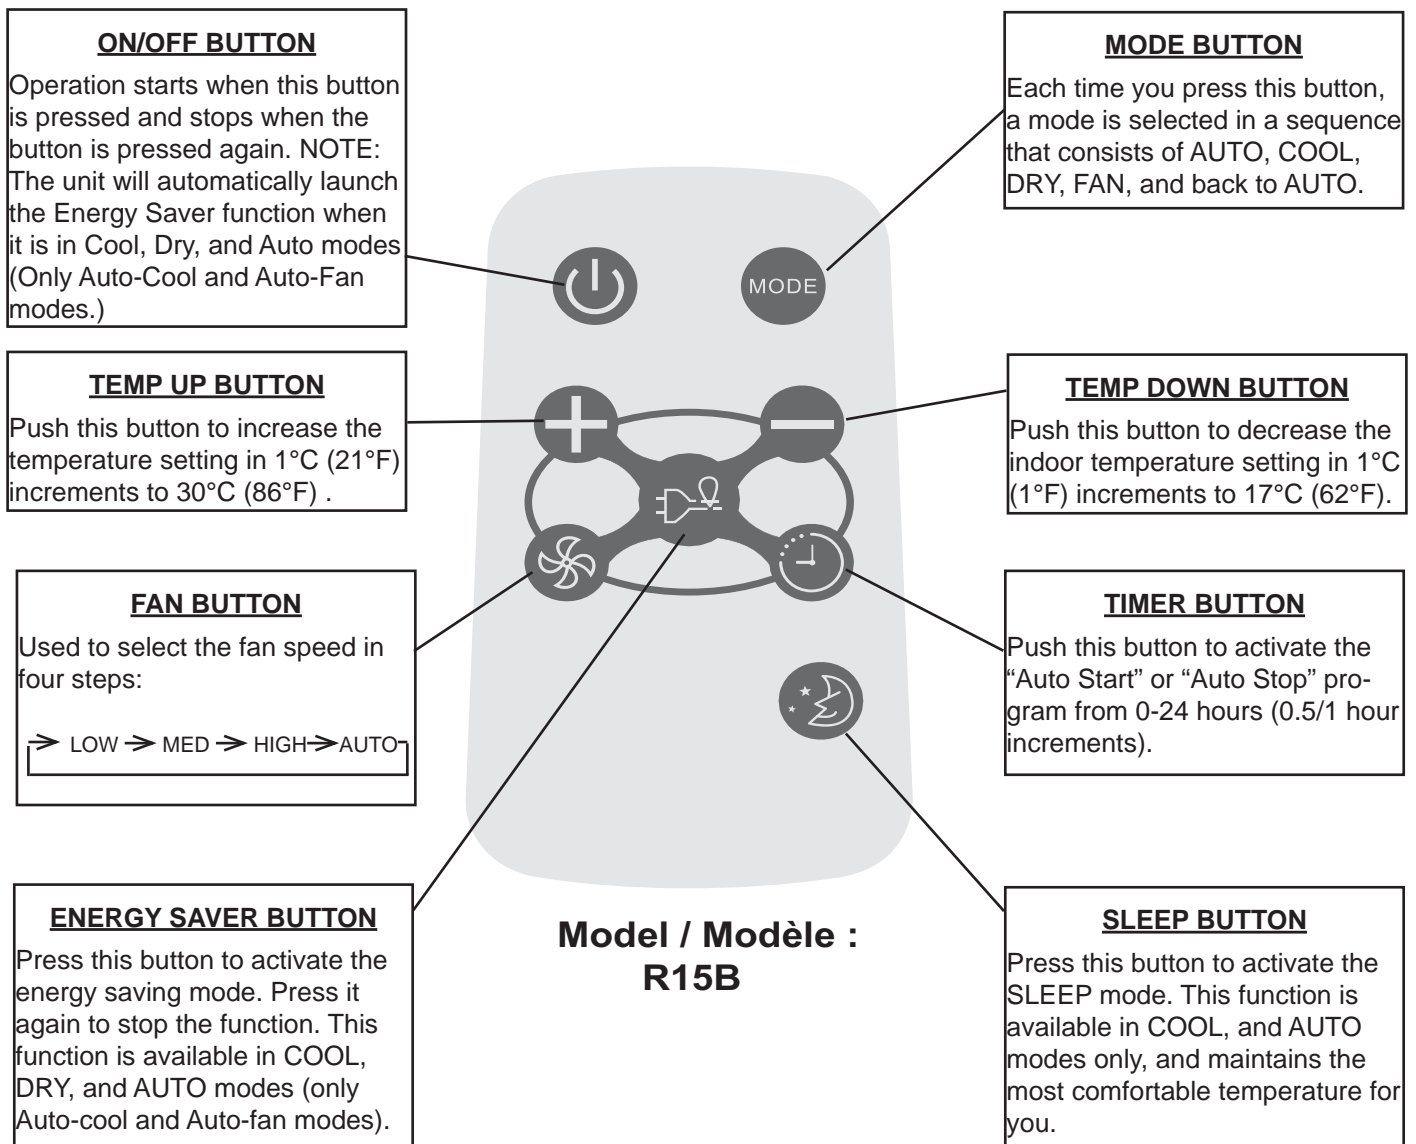 ON/OFF BUTTON
Operation starts when this button
is pressed and stops when the
button is pressed again. NOTE:
The unit will automatically launch
the Energy Saver function when
it is in Cool, Dry, and Auto modes
(Only Auto-Cool and Auto-Fan
modes.)
MODE BUTTON
Each time you press this button,
a mode is selected in a sequence
that consists of AUTO, COOL,
DRY, FAN, and back to AUTO.
MODE
TEMP UP BUTTON
Push this button to increase the
temperature setting in 1°C (21°F)
increments to 30°C (86°F) .
TEMP DOWN BUTTON
Push this button to decrease the
indoor temperature setting in 1°C
(1°F) increments to 17°C (62°F).
FAN BUTTON
Used to select the fan speed in
four steps:
LOW MED HIGH AUTO
TIMER BUTTON
Push this button to activate the
“Auto Start” or “Auto Stop” pro-
gram from 0-24 hours (0.5/1 hour
increments).
ENERGY SAVER BUTTON
Press this button to activate the
energy saving mode. Press it
again to stop the function. This
function is available in COOL,
DRY, and AUTO modes (only
Auto-cool and Auto-fan modes).
Model / Modèle :
R15B
SLEEP BUTTON
Press this button to activate the
SLEEP mode. This function is
available in COOL, and AUTO
modes only, and maintains the
most comfortable temperature for
you.